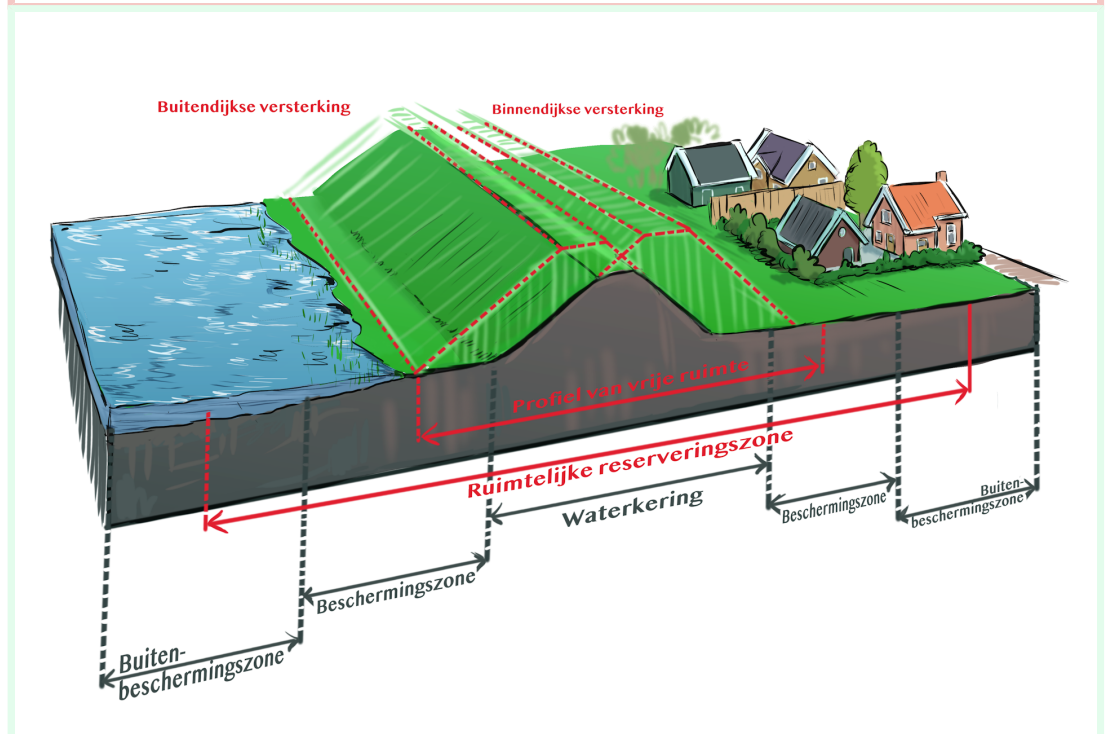 Buitendijkse versterking
Binnendijkse versterking
Profiel van vrije ruimte
Ruimtelijke reserveringszone
Waterkering
Beschermingszone
Buiten-
beschermingszone
Beschermingszone
Buiten-
beschermingszone